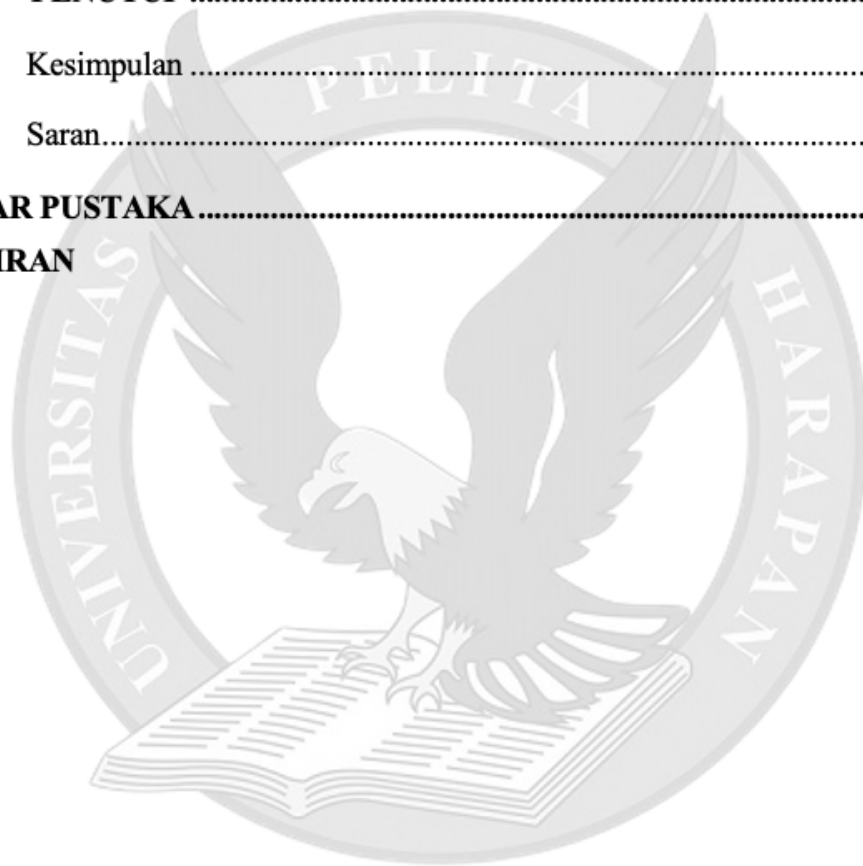 Kesimpulan ................................................................................
Saran..........................................................................................
AR PUSTAKA ................................................................................
IRAN
UNIVERSITAS PELITA HARAPAN